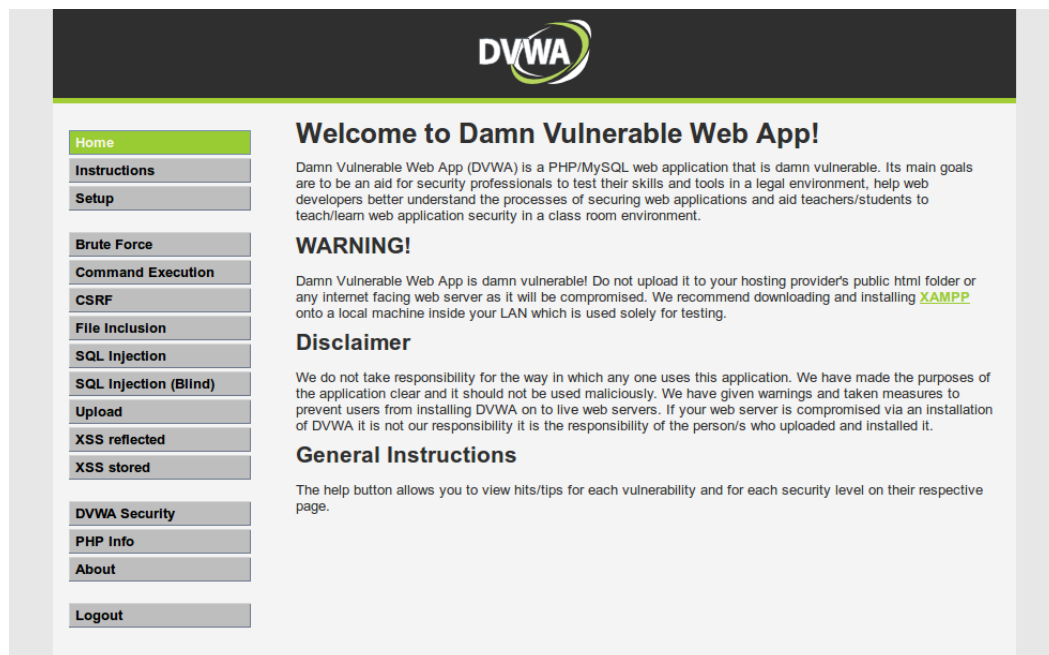 DVWA
Home
Instructions
Setup
Brute Force
Command Execution
CSRF
File Inclusion
SQL Injection
SQL Injection (Blind)
Upload
XSS reflected
XSS stored
DVWA Security
PHP Info
About
Logout
Welcome to Damn Vulnerable Web App!
Damn Vulnerable Web App (DVWA) is a PHP/MySQL web application that is damn vulnerable. Its main goals
are to be an aid for security professionals to test their skills and tools in a legal environment, help web
developers better understand the processes of securing web applications and aid teachers/students to
teach/learn web application security in a class room environment.
WARNING!
Damn Vulnerable Web App is damn vulnerable! Do not upload it to your hosting provider's public html folder or
any internet facing web server as it will be compromised. We recommend downloading and installing XAMPP
onto a local machine inside your LAN which is used solely for testing.
Disclaimer
We do not take responsibility for the way in which any one uses this application. We have made the purposes of
the application clear and it should not be used maliciously. We have given warnings and taken measures to
prevent users from installing DVWA on to live web servers. If your web server is compromised via an installation
of DVWA it is not our responsibility it is the responsibility of the person/s who uploaded and installed it.
General Instructions
The help button allows you to view hits/tips for each vulnerability and for each security level on their respective
page.